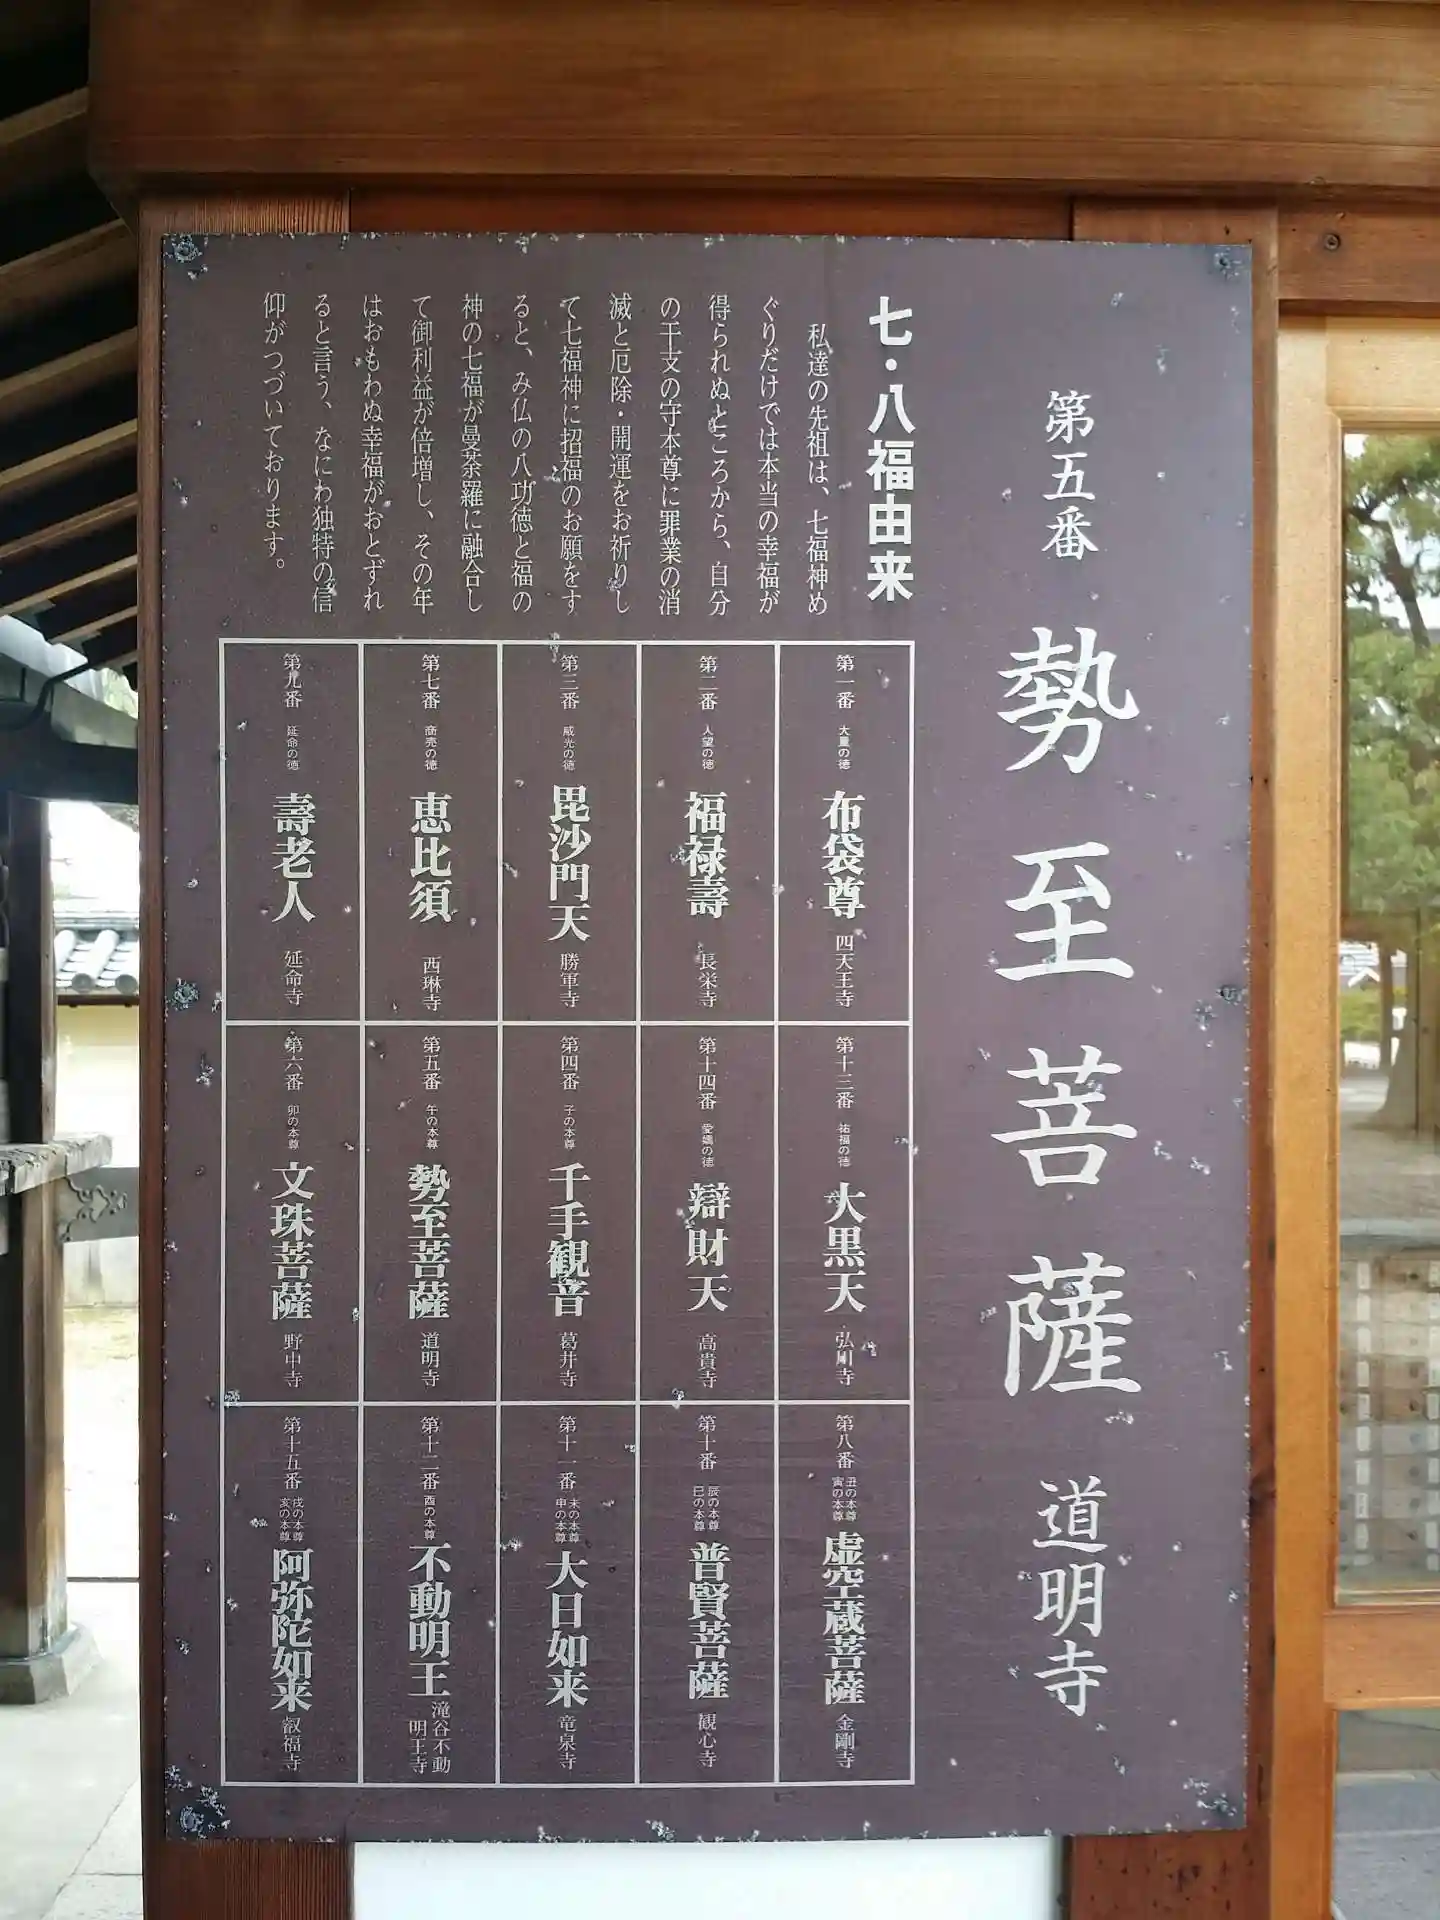 第五番 勢至菩薩 道明寺
七・八福由来
私達の先祖は、七福神め
ぐりだけでは本当の幸福が
得られぬところから、自分
の干支の守本尊に罪業の消
滅と厄除・開運をお祈りし
て七福神に招福のお願をす
ると、み仏の八功徳と福の
神の七福が曼荼羅に融合し
て御利益が倍増し、その年
はおもわぬ幸福がおとずれ
ると言う、なにわ独特の信
仰がつづいております。
第一番 大量の徳 布袋尊 四天王寺
第二番 人望の徳 福禄壽 長栄寺
第三番 威光の徳 毘沙門天 勝軍寺
第七番 商売の徳 恵比須 西琳寺
第九番 延命の徳 壽老人 延命寺
第十三番 祐福の徳 大黒天 弘川寺
第十四番 愛嬌の徳 辯財天 高貴寺
第四番 子の本尊 千手観音 葛井寺
第五番 午の本尊 勢至菩薩 道明寺
第六番 卯の本尊 文珠菩薩 野中寺
第八番 丑の本尊 寅の本尊 虚空蔵菩薩 金剛寺
第十番 辰の本尊 巳の本尊 普賢菩薩 観心寺
第十一番 未の本尊 申の本尊 大日如来 竜泉寺
第十二番 酉の本尊 不動明王 滝谷不動 明王寺
第十五番 戌の本尊 亥の本尊 阿弥陀如来 叡福寺